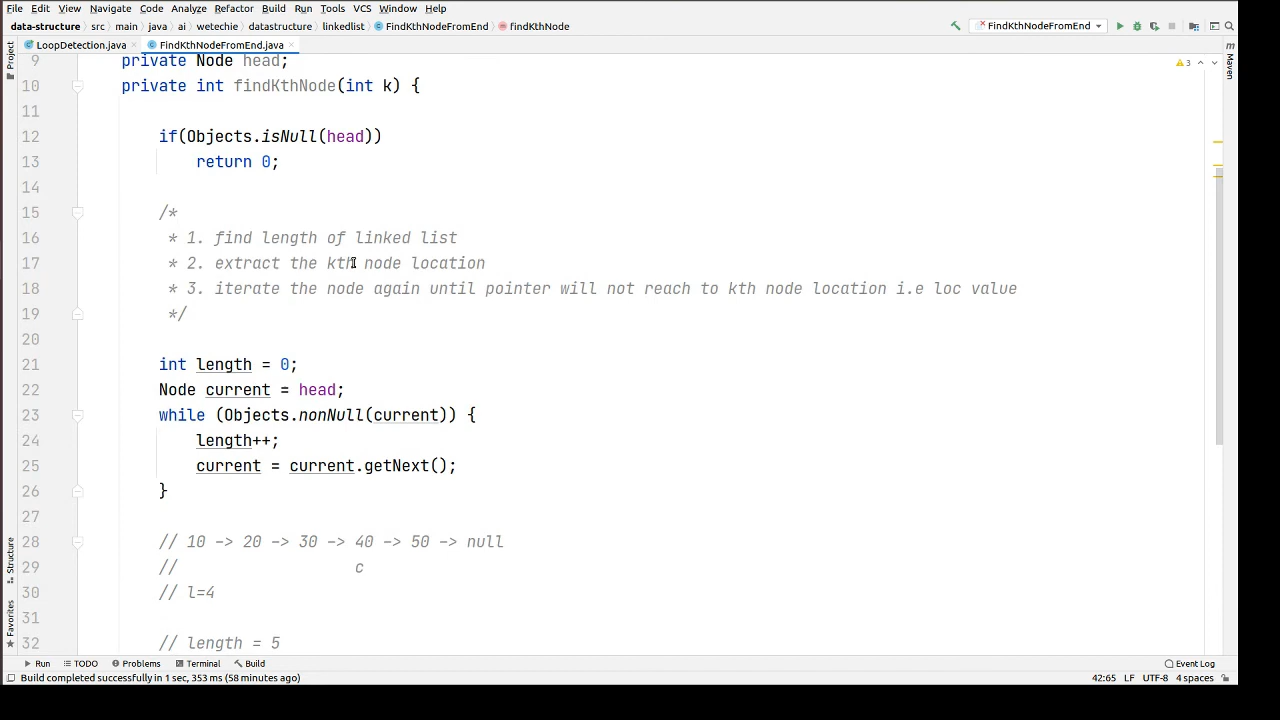 File Edit View Navigate Code Analyze Refactor Build Run Tools VCS Window Help
data-structure src main java ai wetechie datastructure linkedlist FindKthNodeFromEnd findKthNode FindKthNodeFromEnd
LoopDetection.java FindKthNodeFromEnd.java
Project
Maven
3
9 private Node head;
10 private int findKthNode(int k) {
11
12 if(Objects.isNull(head))
13 return 0;
14
15 /*
16 * 1. find length of linked list
17 * 2. extract the kth node location
18 * 3. iterate the node again until pointer will not reach to kth node location i.e loc value
19 */
20
21 int length = 0;
22 Node current = head;
23 while (Objects.nonNull(current)) {
24 length++;
25 current = current.getNext();
26 }
27
28 // 10 -> 20 -> 30 -> 40 -> 50 -> null
29 // c
30 // l=4
31
32 // length = 5
Structure
Favorites
Run TODO Problems Terminal Build Event Log
Build completed successfully in 1 sec, 353 ms (58 minutes ago) 42:65 LF UTF-8 4 spaces